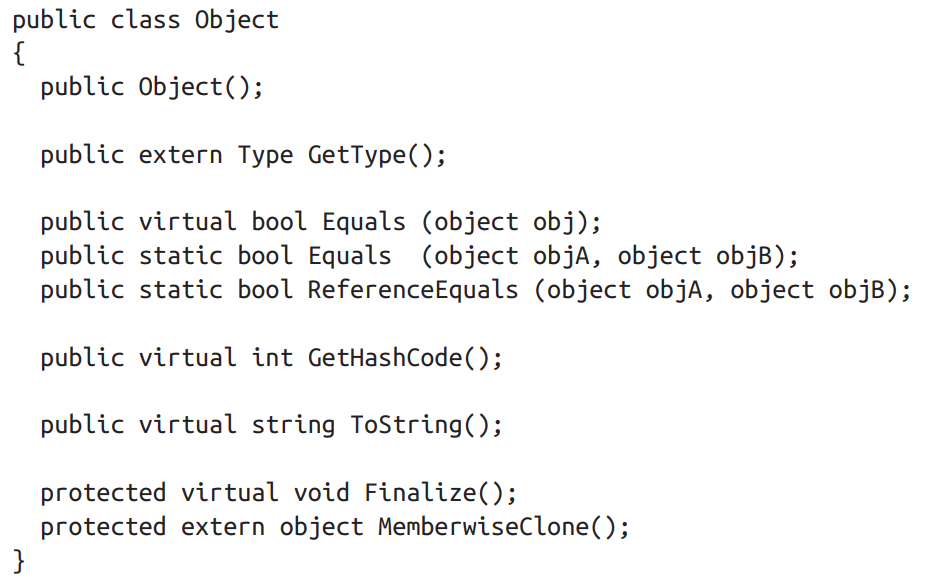 public class Object
{
  public Object();

  public extern Type GetType();

  public virtual bool Equals (object obj);
  public static bool Equals  (object objA, object objB);
  public static bool ReferenceEquals (object objA, object objB);

  public virtual int GetHashCode();

  public virtual string ToString();

  protected virtual void Finalize();
  protected extern object MemberwiseClone();
}